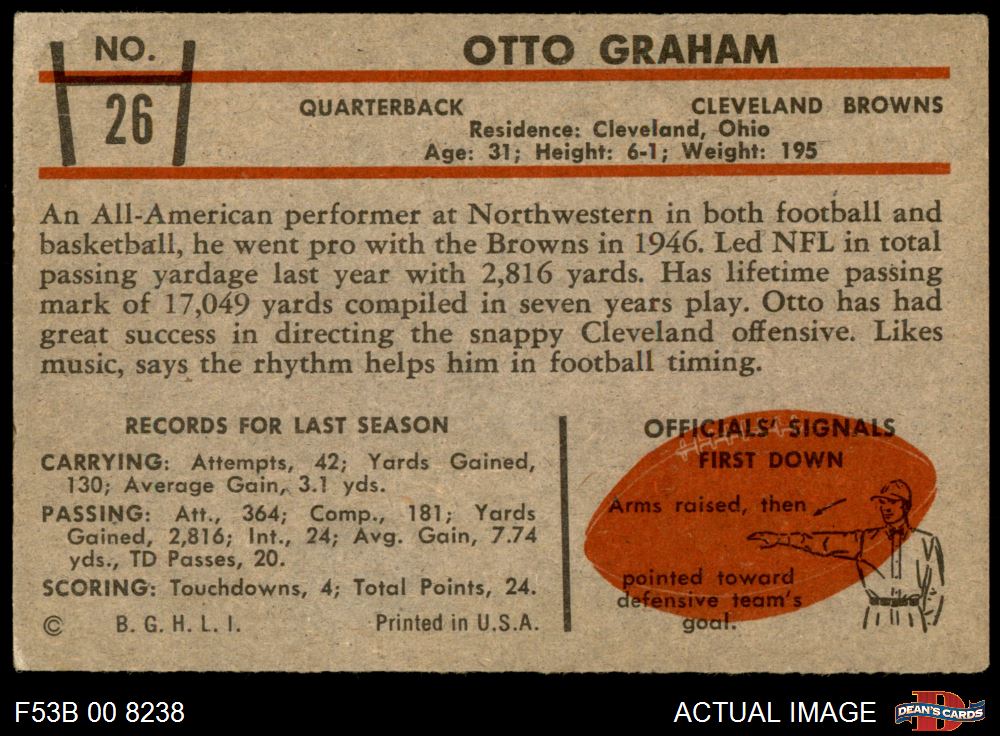 NO.
26
OTTO GRAHAM
QUARTERBACK CLEVELAND BROWNS
Residence: Cleveland, Ohio
Age: 31; Height: 6-1; Weight: 195
An All-American performer at Northwestern in both football and
basketball, he went pro with the Browns in 1946. Led NFL in total
passing yardage last year with 2,816 yards. Has lifetime passing
mark of 17,049 yards compiled in seven years play. Otto has had
great success in directing the snappy Cleveland offensive. Likes
music, says the rhythm helps him in football timing.
RECORDS FOR LAST SEASON
CARRYING: Attempts, 42; Yards Gained,
130; Average Gain, 3.1 yds.
PASSING: Att., 364; Comp., 181; Yards
Gained, 2,816; Int., 24; Avg. Gain, 7.74
yds., TD Passes, 20.
SCORING: Touchdowns, 4; Total Points, 24.
© B. G. H. L. I. Printed in U.S.A.
OFFICIALS' SIGNALS
FIRST DOWN
Arms raised, then
pointed toward
defensive team's
goal.
F53B 00 8238
ACTUAL IMAGE
D
DEAN'S CARDS